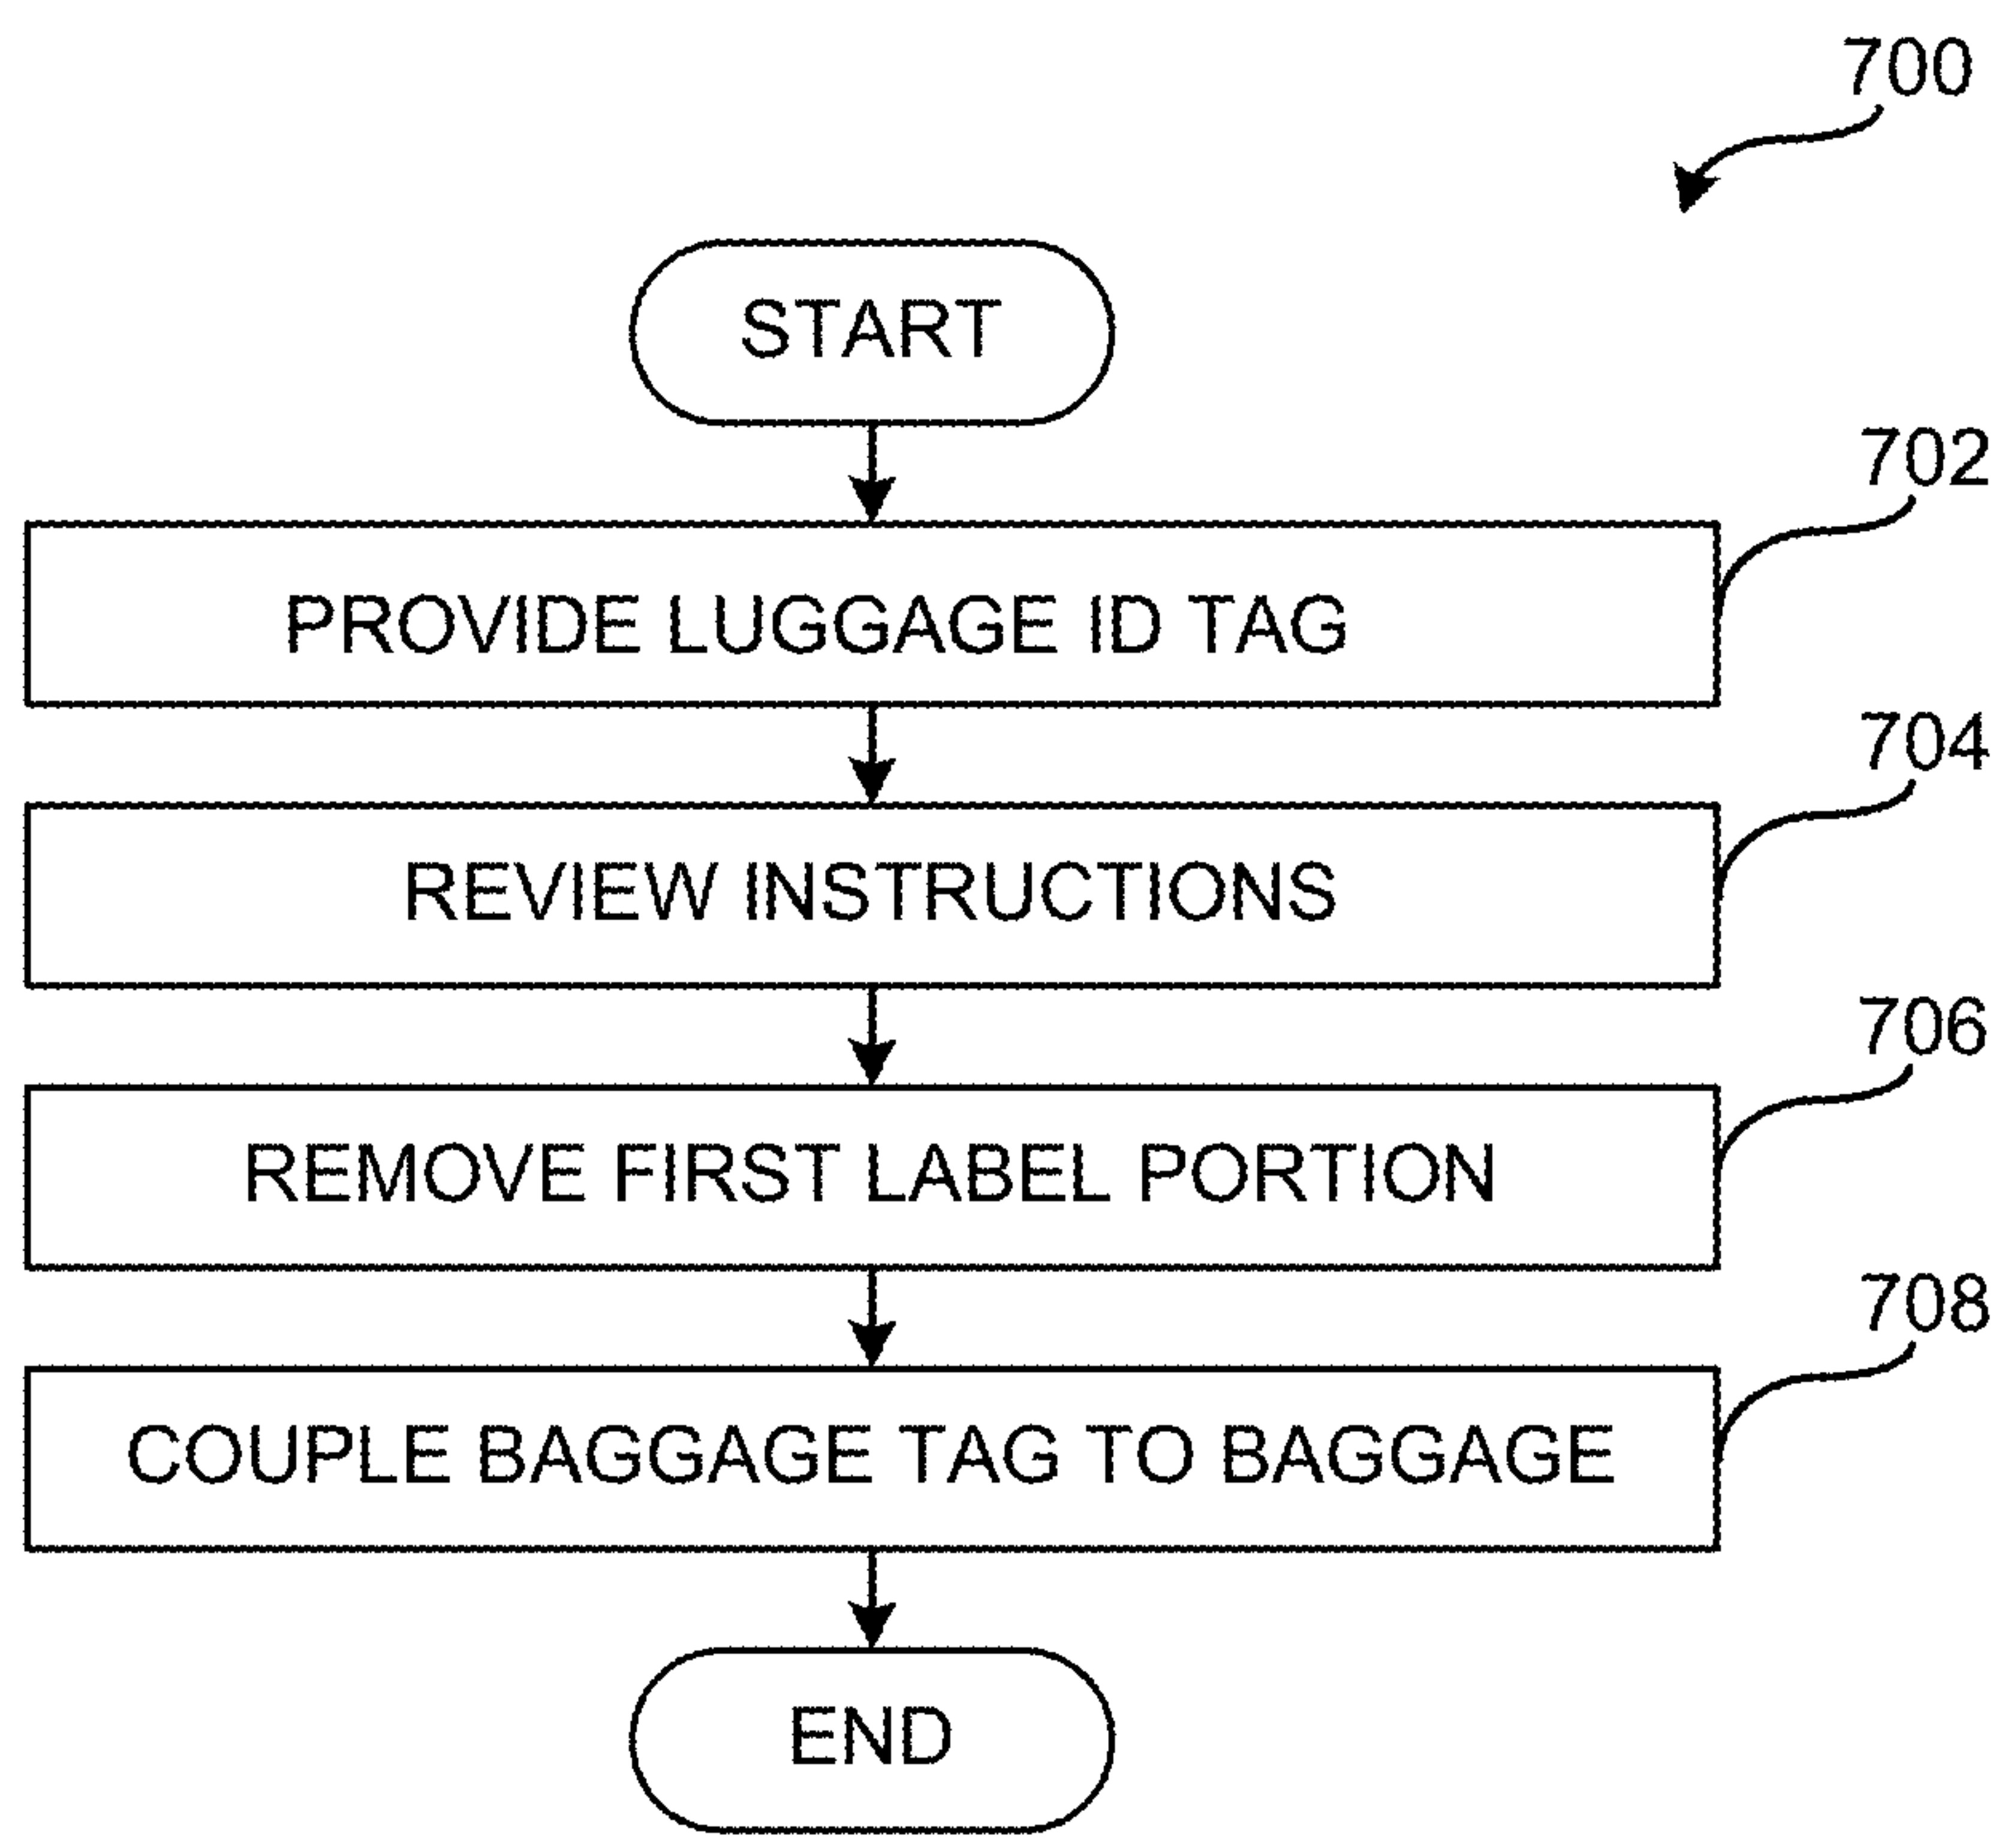 700
START
702
PROVIDE LUGGAGE ID TAG
704
REVIEW INSTRUCTIONS
706
REMOVE FIRST LABEL PORTION
708
COUPLE BAGGAGE TAG TO BAGGAGE
END